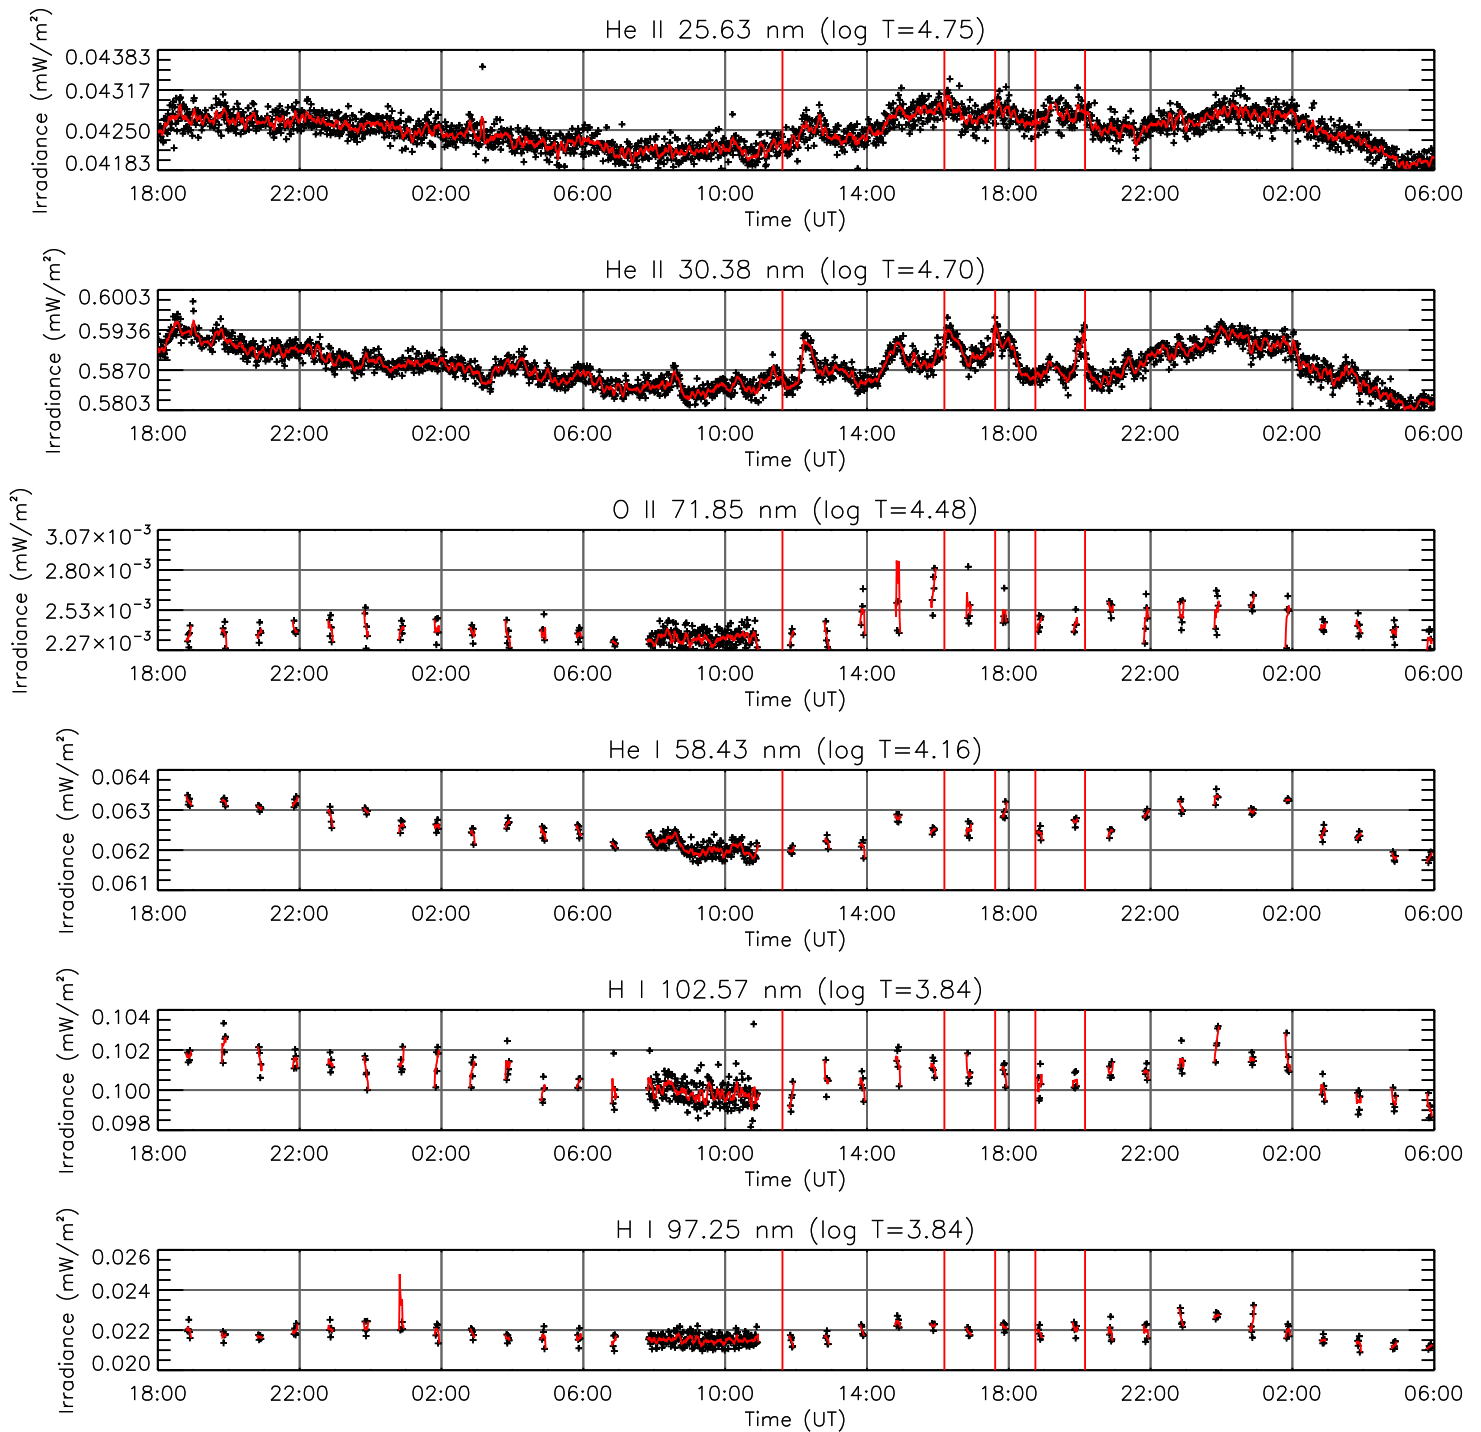 He II 25.63 nm (log T=4.75)
Irradiance (mW/m²)
0.04383
0.04317
0.04250
0.04183
18:00 22:00 02:00 06:00 10:00 14:00 18:00 22:00 02:00 06:00
Time (UT)
He II 30.38 nm (log T=4.70)
Irradiance (mW/m²)
0.6003
0.5936
0.5870
0.5803
18:00 22:00 02:00 06:00 10:00 14:00 18:00 22:00 02:00 06:00
Time (UT)
O II 71.85 nm (log T=4.48)
Irradiance (mW/m²)
3.07×10⁻³
2.80×10⁻³
2.53×10⁻³
2.27×10⁻³
18:00 22:00 02:00 06:00 10:00 14:00 18:00 22:00 02:00 06:00
Time (UT)
He I 58.43 nm (log T=4.16)
Irradiance (mW/m²)
0.064
0.063
0.062
0.061
18:00 22:00 02:00 06:00 10:00 14:00 18:00 22:00 02:00 06:00
Time (UT)
H I 102.57 nm (log T=3.84)
Irradiance (mW/m²)
0.104
0.102
0.100
0.098
18:00 22:00 02:00 06:00 10:00 14:00 18:00 22:00 02:00 06:00
Time (UT)
H I 97.25 nm (log T=3.84)
Irradiance (mW/m²)
0.026
0.024
0.022
0.020
18:00 22:00 02:00 06:00 10:00 14:00 18:00 22:00 02:00 06:00
Time (UT)